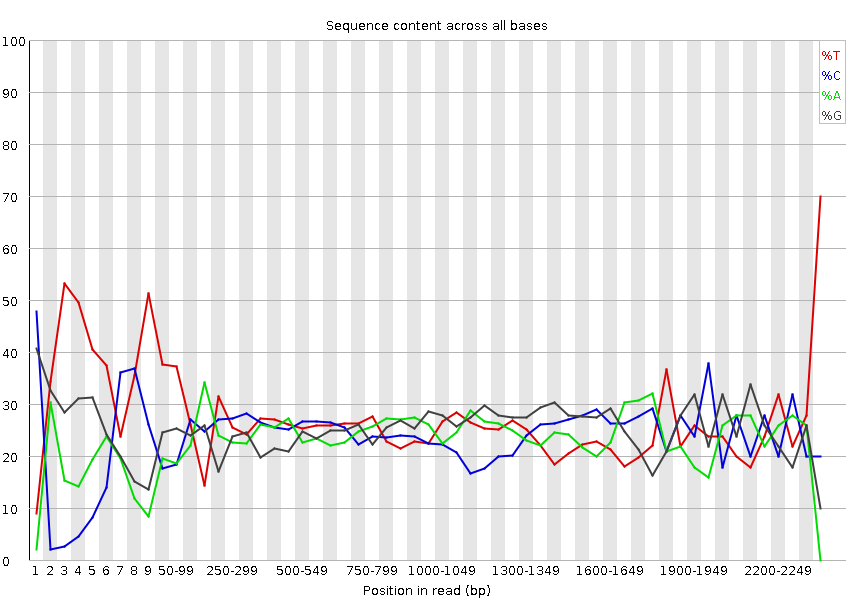 Sequence content across all bases
100
90
80
70
60
50
40
30
20
10
0
%T
%C
%A
%G
1 2 3 4 5 6 7 8 9 50-99 250-299 500-549 750-799 1000-1049 1300-1349 1600-1649 1900-1949 2200-2249
Position in read (bp)